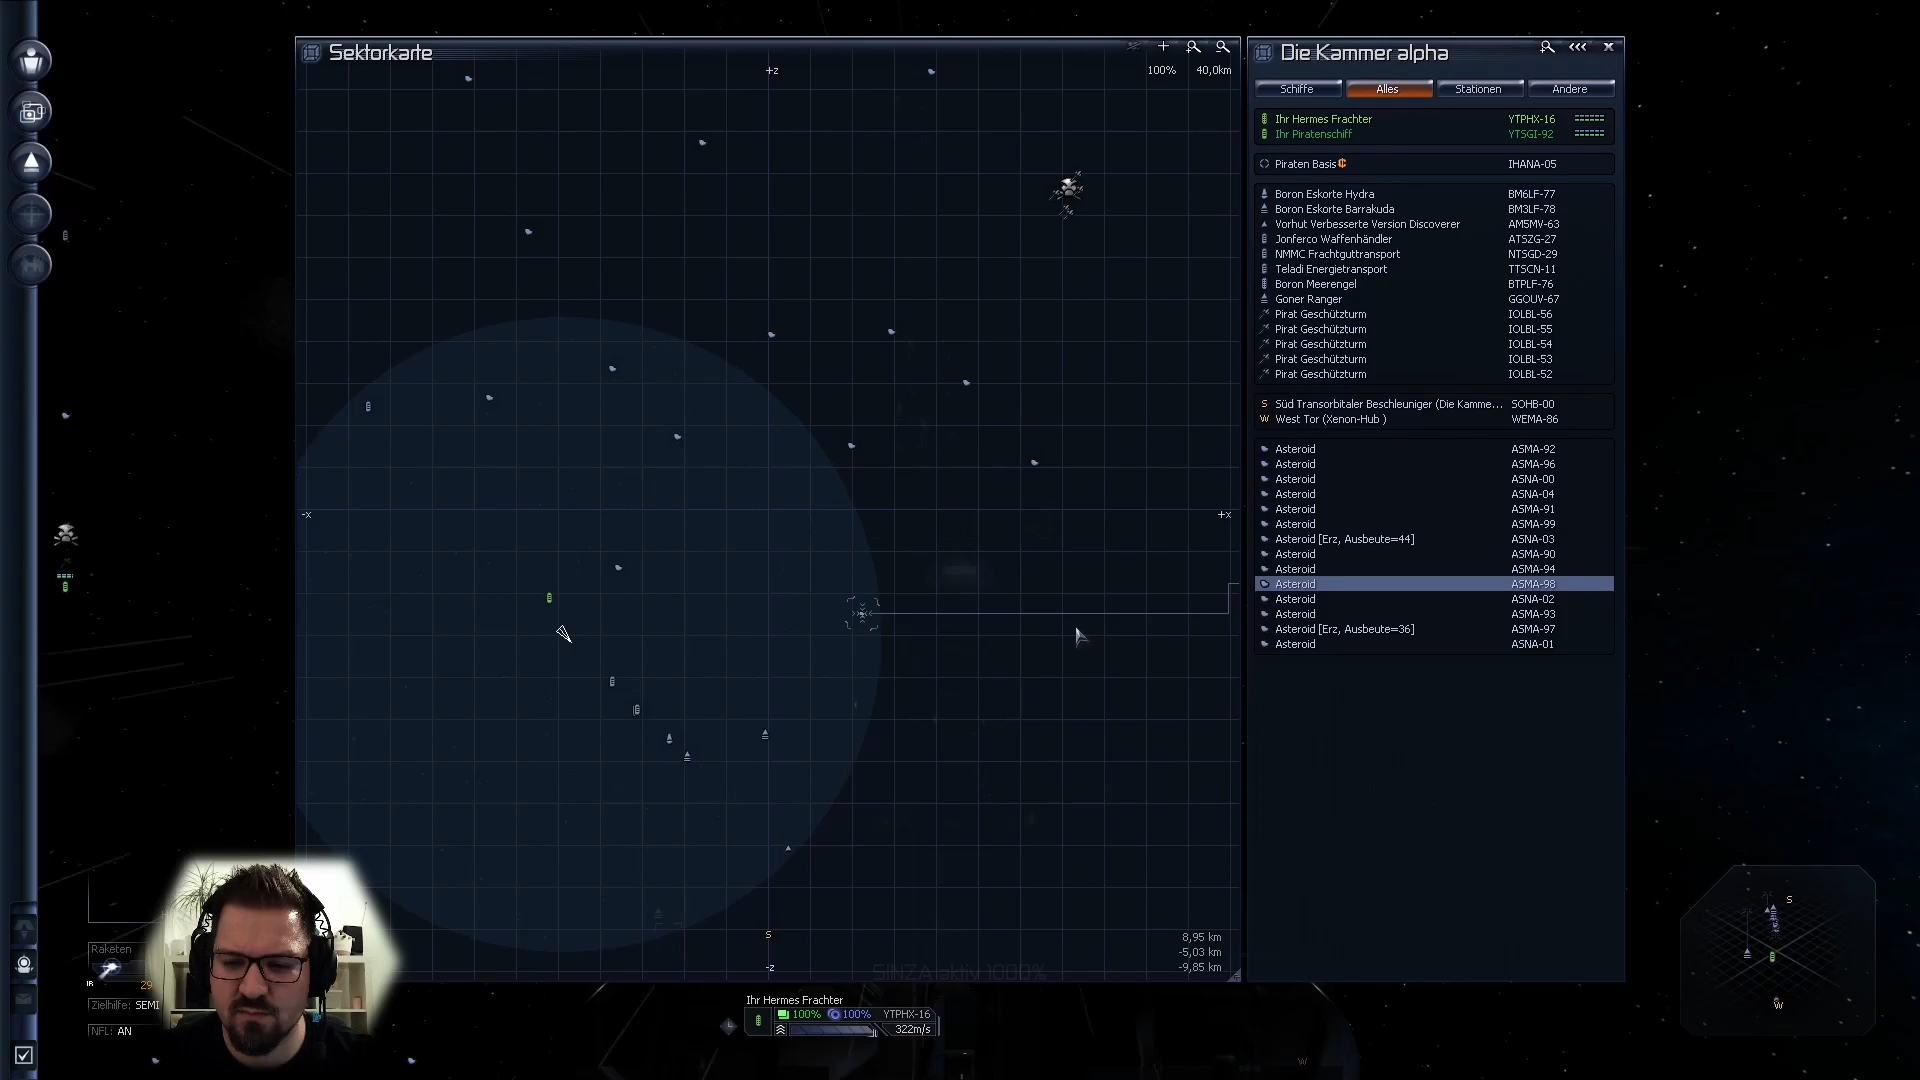 Sektorkarte
100% 40,0km
+z
-x
+x
S
-z
8,95 km
-5,03 km
-9,85 km
SINZA aktiv 1000%
Die Kammer alpha
Schiffe Alles Stationen Andere
Ihr Hermes Frachter YTPHX-16
Ihr Piratenschiff YTSGI-92
Piraten Basis IHANA-05
Boron Eskorte Hydra BM6LF-77
Boron Eskorte Barrakuda BM3LF-78
Vorhut Verbesserte Version Discoverer AM5MV-63
Jonferco Waffenhändler ATSZG-27
NMMC Frachtguttransport NTSGD-29
Teladi Energietransport TTSCN-11
Boron Meerengel BTPLF-76
Goner Ranger GGOUV-67
Pirat Geschützturm IOLBL-56
Pirat Geschützturm IOLBL-55
Pirat Geschützturm IOLBL-54
Pirat Geschützturm IOLBL-53
Pirat Geschützturm IOLBL-52
S Süd Transorbitaler Beschleuniger (Die Kamme... SOHB-00
W West Tor (Xenon-Hub ) WEMA-86
Asteroid ASMA-92
Asteroid ASMA-96
Asteroid ASNA-00
Asteroid ASNA-04
Asteroid ASMA-91
Asteroid ASMA-99
Asteroid [Erz, Ausbeute=44] ASNA-03
Asteroid ASMA-90
Asteroid ASMA-94
Asteroid ASMA-98
Asteroid ASNA-02
Asteroid ASMA-93
Asteroid [Erz, Ausbeute=36] ASMA-97
Asteroid ASNA-01
Raketen
IR 29
Zielhilfe: SEMI
NFL: AN
Ihr Hermes Frachter
100% 100% YTPHX-16
322m/s
S
W
W